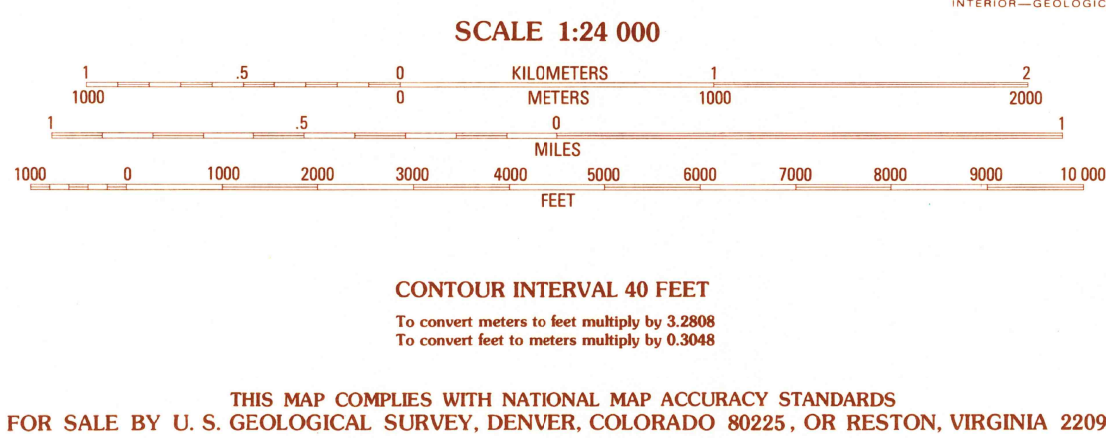 INTERIOR—GEOLOGIC
SCALE 1:24 000
1 .5 0 KILOMETERS 1 2
1000 0 METERS 1000 2000
1 .5 0 1
MILES
1000 0 1000 2000 3000 4000 5000 6000 7000 8000 9000 10 000
FEET
CONTOUR INTERVAL 40 FEET
To convert meters to feet multiply by 3.2808
To convert feet to meters multiply by 0.3048
THIS MAP COMPLIES WITH NATIONAL MAP ACCURACY STANDARDS
FOR SALE BY U. S. GEOLOGICAL SURVEY, DENVER, COLORADO 80225, OR RESTON, VIRGINIA 2209